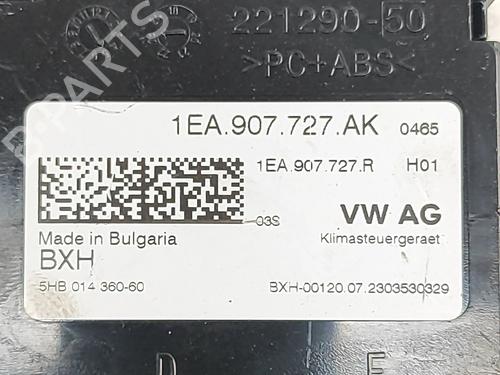 221290-50
>PC+ABS<
1EA.907.727.AK 0465
1EA.907.727.R H01
03S
VW AG
Made in Bulgaria
Klimasteuergeraet
BXH
5HB 014 360-60
BXH-00120.07.2303530329
D E
B-PARTS